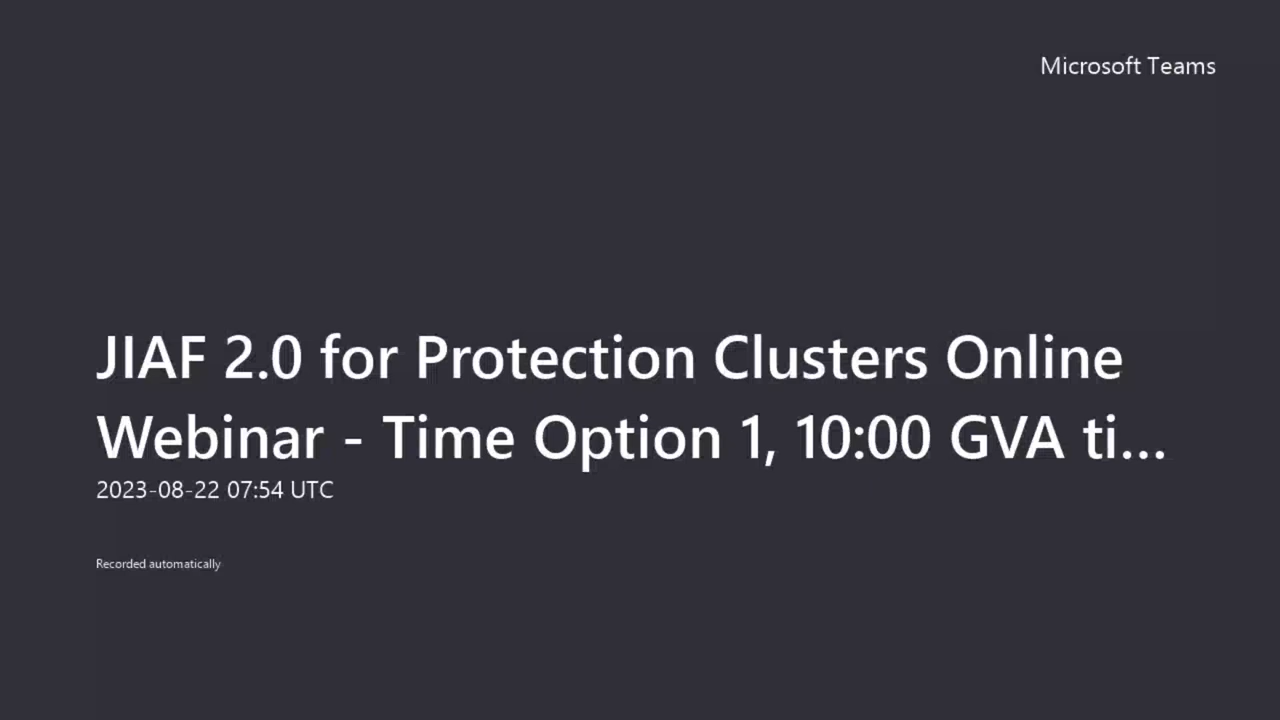 Microsoft Teams
JIAF 2.0 for Protection Clusters Online
Webinar - Time Option 1, 10:00 GVA ti...
2023-08-22 07:54 UTC
Recorded automatically